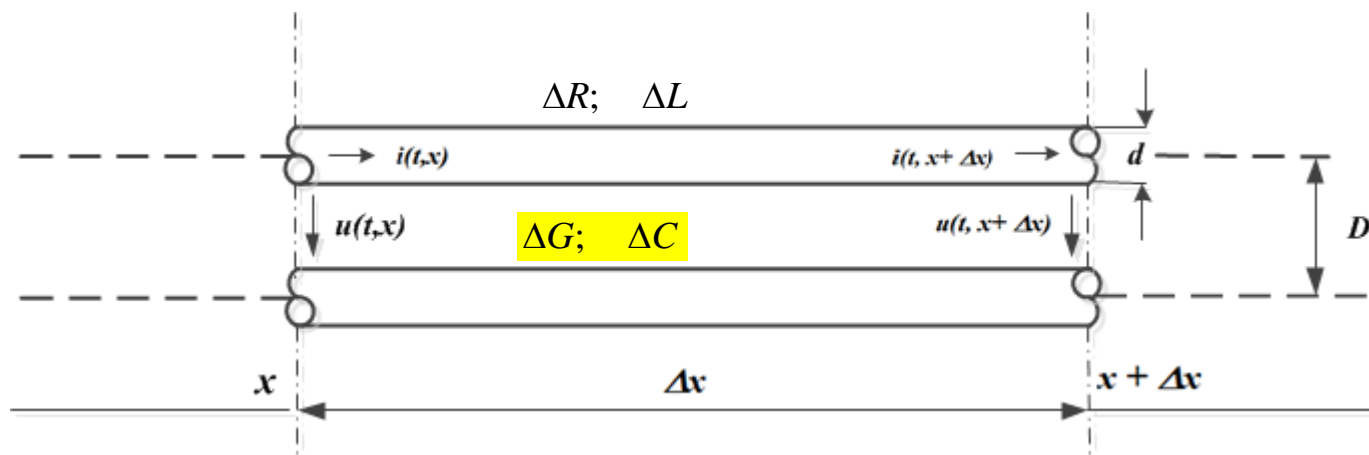 ΔR; ΔL
i(t,x) i(t, x+ Δx) d
u(t,x) ΔG; ΔC u(t, x+ Δx) D
x Δx x + Δx